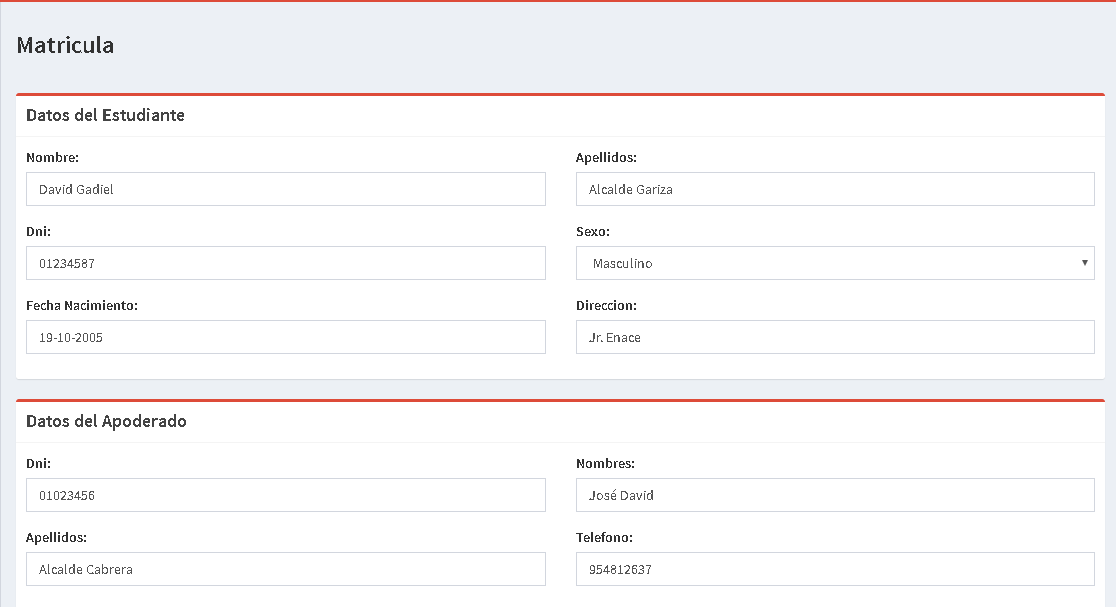 Matricula
Datos del Estudiante
Nombre: Apellidos:
David Gadiel Alcalde Gariza
Dni: Sexo:
01234587 Masculino
Fecha Nacimiento: Direccion:
19-10-2005 Jr. Enace
Datos del Apoderado
Dni: Nombres:
01023456 José David
Apellidos: Telefono:
Alcalde Cabrera 954812637